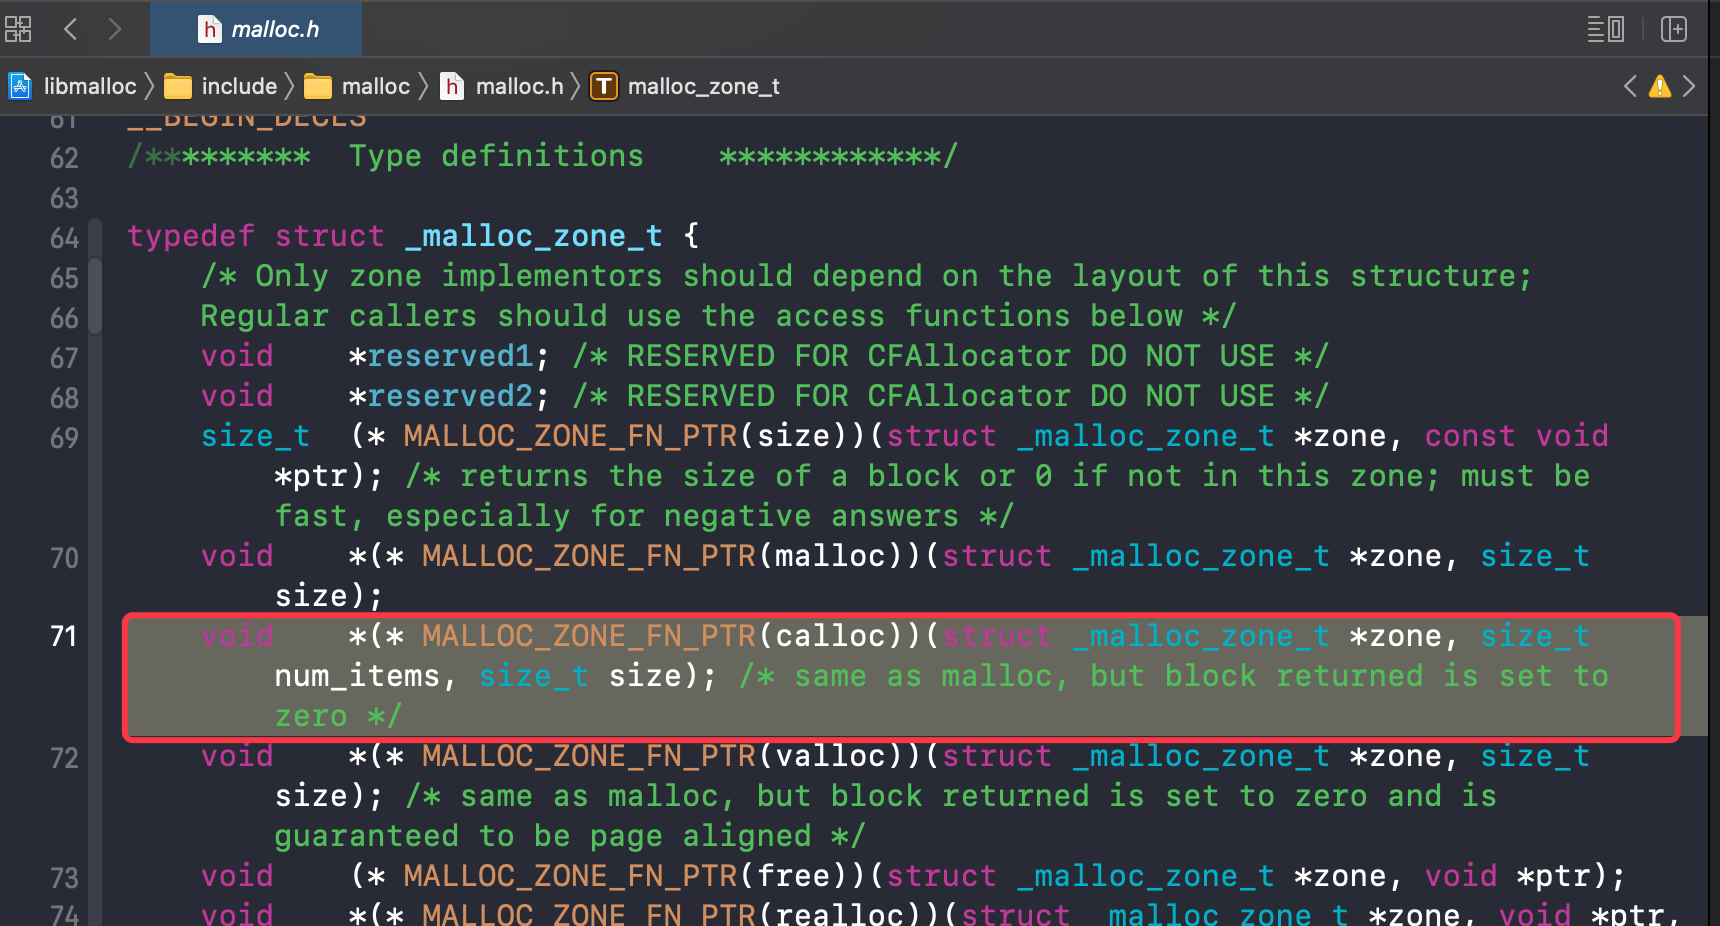 malloc.h
libmalloc include malloc malloc.h malloc_zone_t
61 __BEGIN_DECLS
62 /********** Type definitions ************/
63
64 typedef struct _malloc_zone_t {
65 /* Only zone implementors should depend on the layout of this structure;
66 Regular callers should use the access functions below */
67 void *reserved1; /* RESERVED FOR CFAllocator DO NOT USE */
68 void *reserved2; /* RESERVED FOR CFAllocator DO NOT USE */
69 size_t (* MALLOC_ZONE_FN_PTR(size))(struct _malloc_zone_t *zone, const void
*ptr); /* returns the size of a block or 0 if not in this zone; must be
fast, especially for negative answers */
70 void *(* MALLOC_ZONE_FN_PTR(malloc))(struct _malloc_zone_t *zone, size_t
size);
71 void *(* MALLOC_ZONE_FN_PTR(calloc))(struct _malloc_zone_t *zone, size_t
num_items, size_t size); /* same as malloc, but block returned is set to
zero */
72 void *(* MALLOC_ZONE_FN_PTR(valloc))(struct _malloc_zone_t *zone, size_t
size); /* same as malloc, but block returned is set to zero and is
guaranteed to be page aligned */
73 void (* MALLOC_ZONE_FN_PTR(free))(struct _malloc_zone_t *zone, void *ptr);
74 void *(* MALLOC_ZONE_FN_PTR(realloc))(struct _malloc_zone_t *zone, void *ptr,